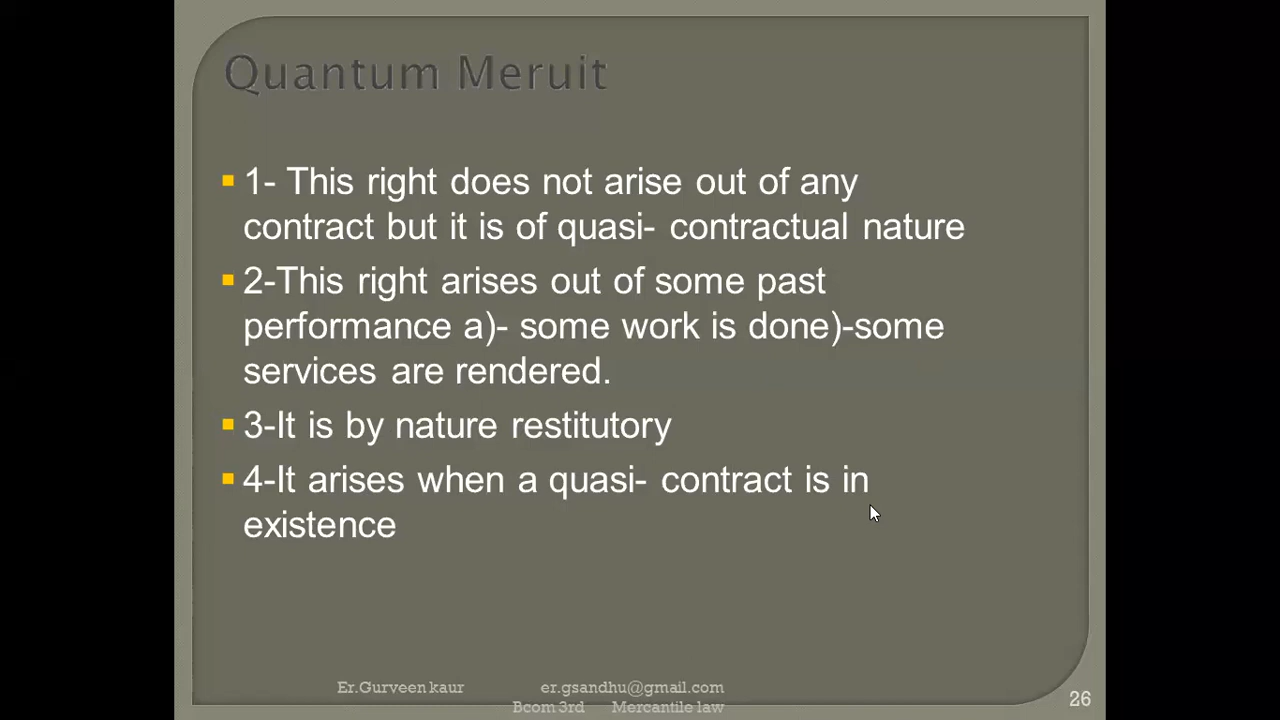 Quantum Meruit
1- This right does not arise out of any
contract but it is of quasi- contractual nature
2-This right arises out of some past
performance a)- some work is done)-some
services are rendered.
3-It is by nature restitutory
4-It arises when a quasi- contract is in
existence
Er.Gurveen kaur er.gsandhu@gmail.com
Bcom 3rd Mercantile law
26